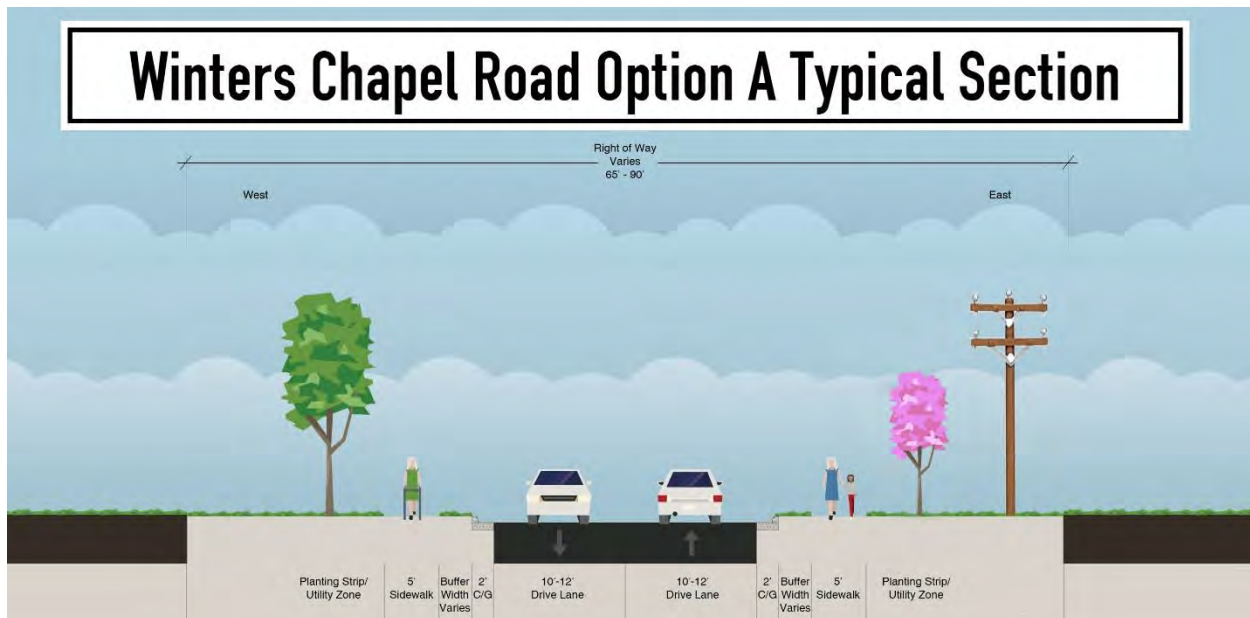 Winters Chapel Road Option A Typical Section
Right of Way
Varies
65' - 90'
West
East
Planting Strip/
Utility Zone
5'
Sidewalk
Buffer
Width
Varies
2'
C/G
10'-12'
Drive Lane
10'-12'
Drive Lane
2'
C/G
Buffer
Width
Varies
5'
Sidewalk
Planting Strip/
Utility Zone